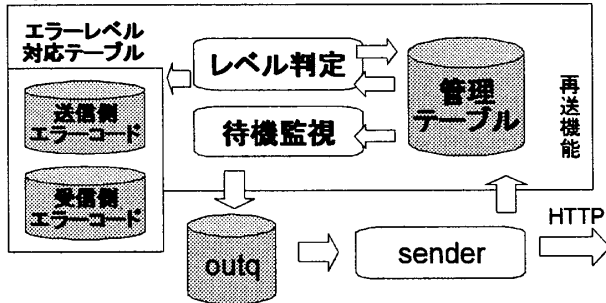 エラーレベル
対応テーブル
送信側
エラーコード
受信側
エラーコード
レベル判定
待機監視
管理
テーブル
再送機能
outq
sender
HTTP